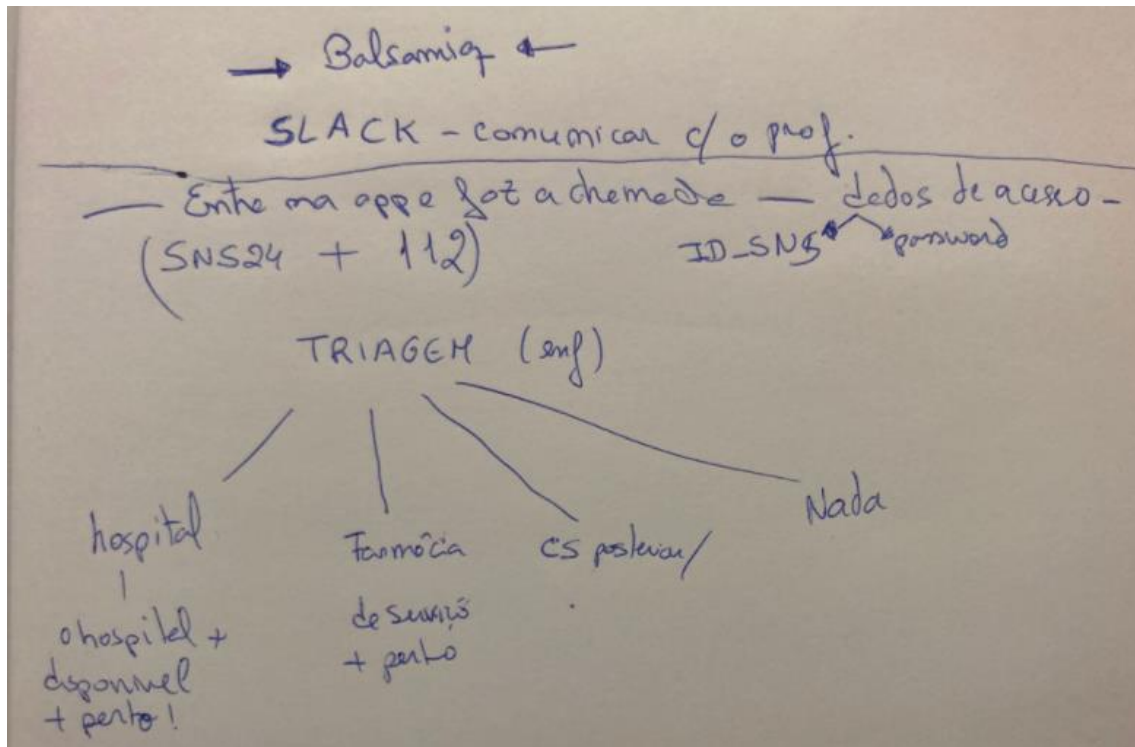 → Balsamiq ←
SLACK - comunicar c/ o prof.
— Entra na app e faz a chamada — dados de acesso -
(SNS24 + 112) ID_SNS password
TRIAGEM (enf)
hospital Farmácia CS posterior/ Nada
o hospital + de serviço
disponível + perto
+ perto!